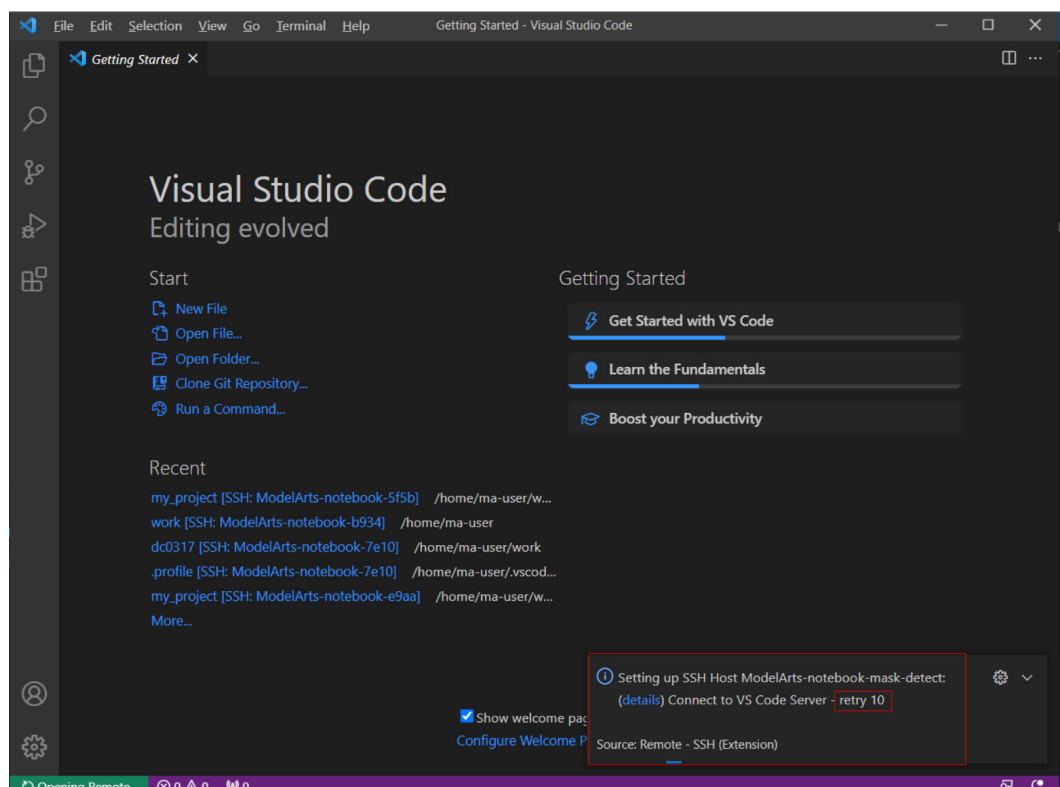 File Edit Selection View Go Terminal Help Getting Started - Visual Studio Code
Getting Started
Visual Studio Code
Editing evolved
Start
New File
Open File...
Open Folder...
Clone Git Repository...
Run a Command...
Getting Started
Get Started with VS Code
Learn the Fundamentals
Boost your Productivity
Recent
my_project [SSH: ModelArts-notebook-5f5b] /home/ma-user/w...
work [SSH: ModelArts-notebook-b934] /home/ma-user
dc0317 [SSH: ModelArts-notebook-7e10] /home/ma-user/work
.profile [SSH: ModelArts-notebook-7e10] /home/ma-user/.vscod...
my_project [SSH: ModelArts-notebook-e9aa] /home/ma-user/w...
More...
Show welcome pag
Configure Welcome P
Setting up SSH Host ModelArts-notebook-mask-detect:
(details) Connect to VS Code Server - retry 10
Source: Remote - SSH (Extension)
Opening Remote... 0 0 0